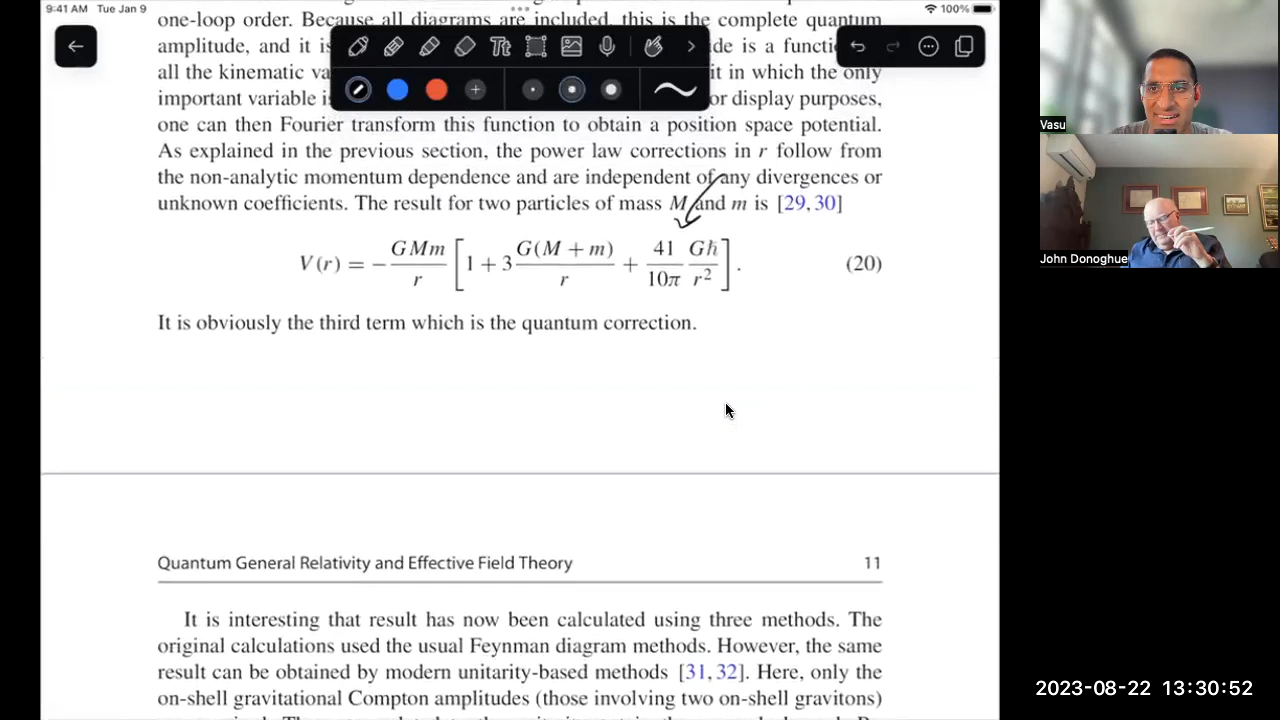 9:41 AM Tue Jan 9
100%
one-loop order. Because all diagrams are included, this is the complete quantum
amplitude, and it is
de is a functi
all the kinematic va
it in which the only
important variable i
or display purposes,
one can then Fourier transform this function to obtain a position space potential.
As explained in the previous section, the power law corrections in r follow from
the non-analytic momentum dependence and are independent of any divergences or
unknown coefficients. The result for two particles of mass M and m is [29,30]
V(r) = −GMm/r [1 + 3 G(M + m)/r + 41/10π Għ/r²]. (20)
It is obviously the third term which is the quantum correction.
Quantum General Relativity and Effective Field Theory 11
It is interesting that result has now been calculated using three methods. The
original calculations used the usual Feynman diagram methods. However, the same
result can be obtained by modern unitarity-based methods [31,32]. Here, only the
on-shell gravitational Compton amplitudes (those involving two on-shell gravitons)
Tt
Vasu
John Donoghue
2023-08-22 13:30:52